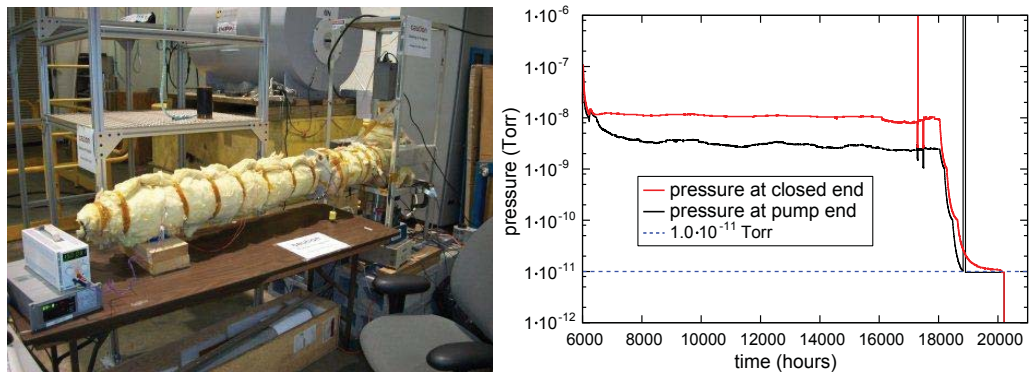 caution
caution
1·10⁻⁶
1·10⁻⁷
1·10⁻⁸
1·10⁻⁹
1·10⁻¹⁰
1·10⁻¹¹
1·10⁻¹²
pressure (Torr)
pressure at closed end
pressure at pump end
1.0·10⁻¹¹ Torr
6000 8000 10000 12000 14000 16000 18000 20000
time (hours)